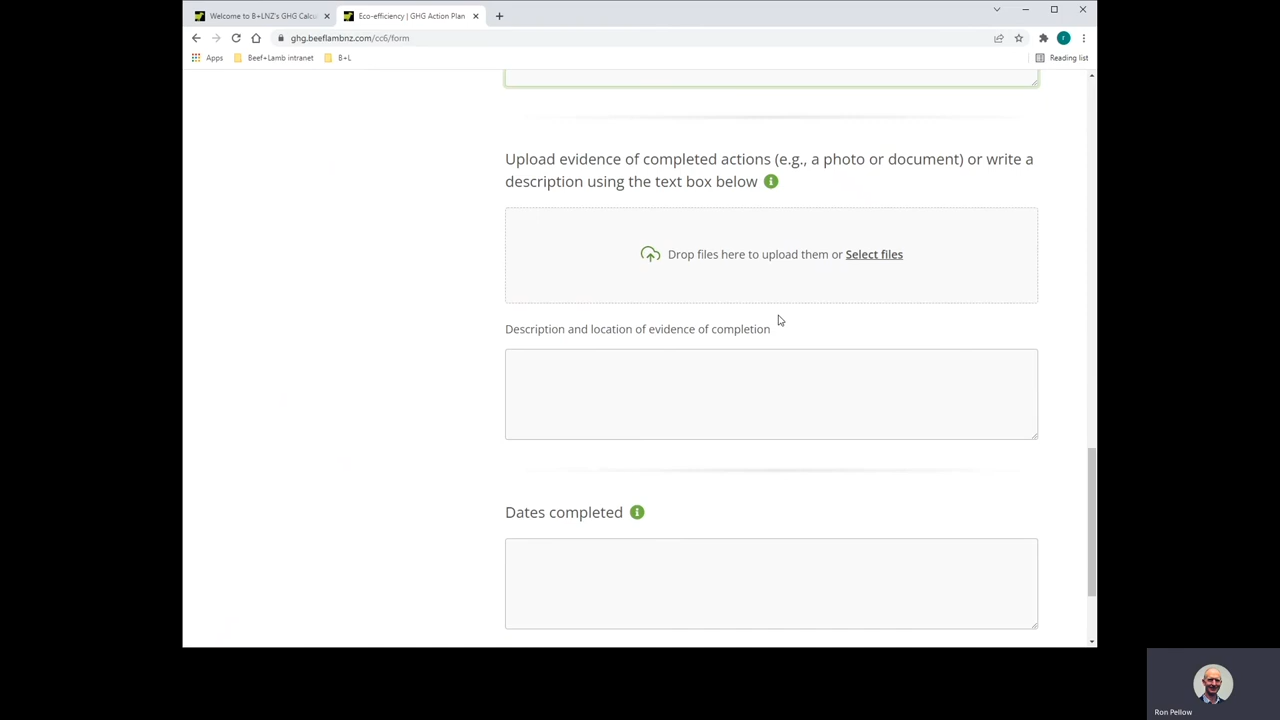 Welcome to B+LNZ's GHG Calcu
Eco-efficiency | GHG Action Plan
ghg.beeflambnz.com/cc6/form
Apps
Beef+Lamb intranet
B+L
Reading list
Upload evidence of completed actions (e.g., a photo or document) or write a
description using the text box below
Drop files here to upload them or Select files
Description and location of evidence of completion
Dates completed
Ron Pellow